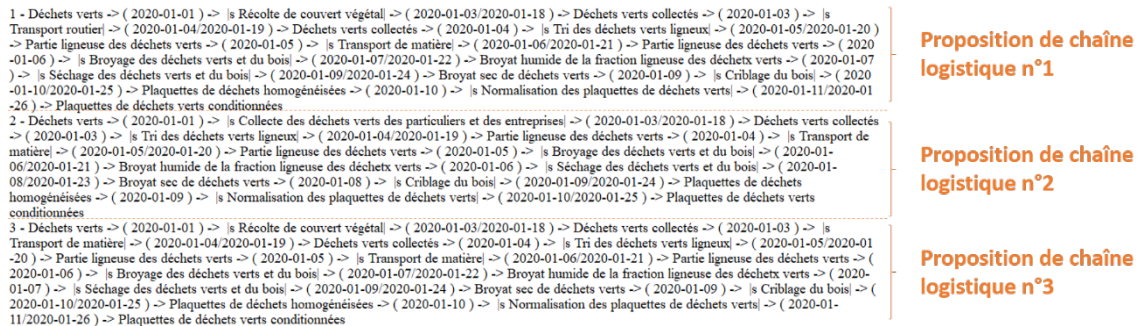 1 - Déchets verts -> ( 2020-01-01 ) -> |s Récolte de couvert végétal| -> ( 2020-01-03/2020-01-18 ) -> Déchets verts collectés -> ( 2020-01-03 ) -> |s
Transport routier| -> ( 2020-01-04/2020-01-19 ) -> Déchets verts collectés -> ( 2020-01-04 ) -> |s Tri des déchets verts ligneux| -> ( 2020-01-05/2020-01-20 )
-> Partie ligneuse des déchets verts -> ( 2020-01-05 ) -> |s Transport de matière| -> ( 2020-01-06/2020-01-21 ) -> Partie ligneuse des déchets verts -> ( 2020
-01-06 ) -> |s Broyage des déchets verts et du bois| -> ( 2020-01-07/2020-01-22 ) -> Broyat humide de la fraction ligneuse des déchetx verts -> ( 2020-01-07
) -> |s Séchage des déchets verts et du bois| -> ( 2020-01-09/2020-01-24 ) -> Broyat sec de déchets verts -> ( 2020-01-09 ) -> |s Criblage du bois| -> ( 2020
-01-10/2020-01-25 ) -> Plaquettes de déchets homogénéisées -> ( 2020-01-10 ) -> |s Normalisation des plaquettes de déchets verts| -> ( 2020-01-11/2020-01
-26 ) -> Plaquettes de déchets verts conditionnées
Proposition de chaîne
logistique n°1
2 - Déchets verts -> ( 2020-01-01 ) -> |s Collecte des déchets verts des particuliers et des entreprises| -> ( 2020-01-03/2020-01-18 ) -> Déchets verts collectés
-> ( 2020-01-03 ) -> |s Tri des déchets verts ligneux| -> ( 2020-01-04/2020-01-19 ) -> Partie ligneuse des déchets verts -> ( 2020-01-04 ) -> |s Transport de
matière| -> ( 2020-01-05/2020-01-20 ) -> Partie ligneuse des déchets verts -> ( 2020-01-05 ) -> |s Broyage des déchets verts et du bois| -> ( 2020-01-
06/2020-01-21 ) -> Broyat humide de la fraction ligneuse des déchetx verts -> ( 2020-01-06 ) -> |s Séchage des déchets verts et du bois| -> ( 2020-01-
08/2020-01-23 ) -> Broyat sec de déchets verts -> ( 2020-01-08 ) -> |s Criblage du bois| -> ( 2020-01-09/2020-01-24 ) -> Plaquettes de déchets
homogénéisées -> ( 2020-01-09 ) -> |s Normalisation des plaquettes de déchets verts| -> ( 2020-01-10/2020-01-25 ) -> Plaquettes de déchets verts
conditionnées
Proposition de chaîne
logistique n°2
3 - Déchets verts -> ( 2020-01-01 ) -> |s Récolte de couvert végétal| -> ( 2020-01-03/2020-01-18 ) -> Déchets verts collectés -> ( 2020-01-03 ) -> |s
Transport de matière| -> ( 2020-01-04/2020-01-19 ) -> Déchets verts collectés -> ( 2020-01-04 ) -> |s Tri des déchets verts ligneux| -> ( 2020-01-05/2020-01
-20 ) -> Partie ligneuse des déchets verts -> ( 2020-01-05 ) -> |s Transport de matière| -> ( 2020-01-06/2020-01-21 ) -> Partie ligneuse des déchets verts -> (
2020-01-06 ) -> |s Broyage des déchets verts et du bois| -> ( 2020-01-07/2020-01-22 ) -> Broyat humide de la fraction ligneuse des déchetx verts -> ( 2020-
01-07 ) -> |s Séchage des déchets verts et du bois| -> ( 2020-01-09/2020-01-24 ) -> Broyat sec de déchets verts -> ( 2020-01-09 ) -> |s Criblage du bois| -> (
2020-01-10/2020-01-25 ) -> Plaquettes de déchets homogénéisées -> ( 2020-01-10 ) -> |s Normalisation des plaquettes de déchets verts| -> ( 2020-01-
11/2020-01-26 ) -> Plaquettes de déchets verts conditionnées
Proposition de chaîne
logistique n°3